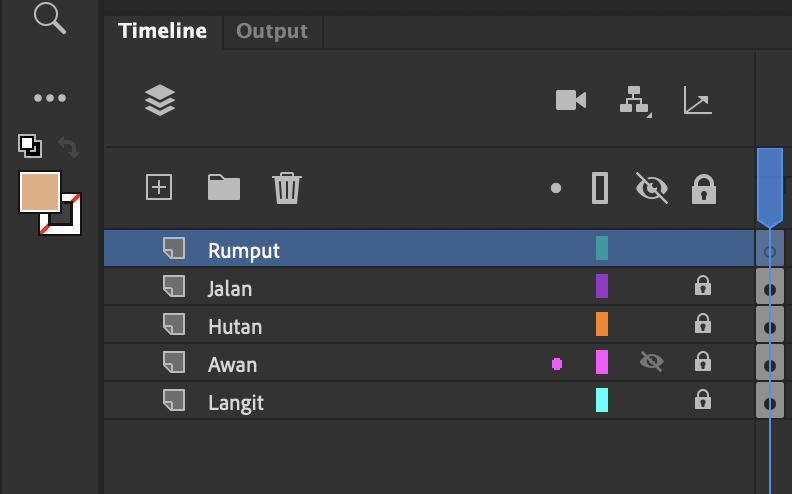 Timeline Output
Rumput
Jalan
Hutan
Awan
Langit